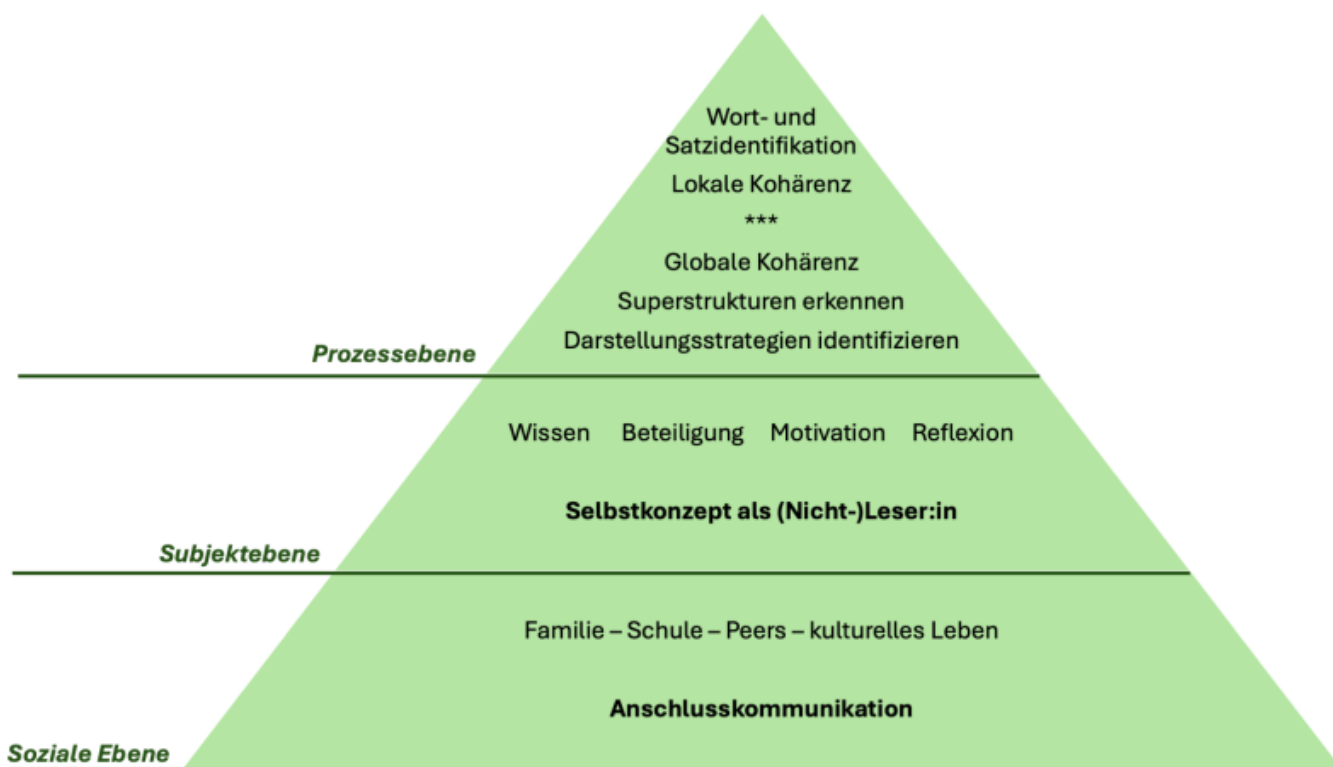 Wort- und
Satzidentifikation
Lokale Kohärenz
***
Globale Kohärenz
Superstrukturen erkennen
Darstellungsstrategien identifizieren
Prozessebene
Wissen Beteiligung Motivation Reflexion
Selbstkonzept als (Nicht-)Leser:in
Subjektebene
Familie – Schule – Peers – kulturelles Leben
Anschlusskommunikation
Soziale Ebene